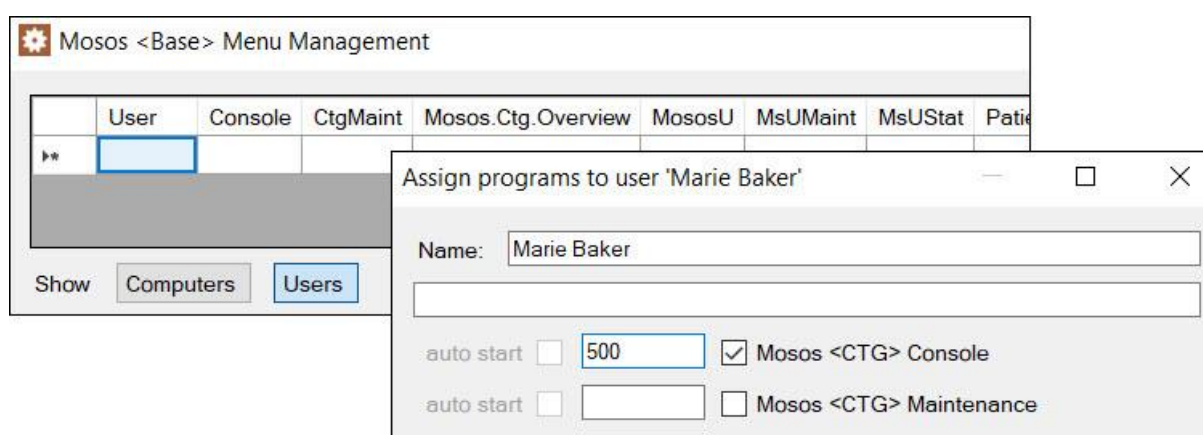 Mosos <Base> Menu Management
User Console CtgMaint Mosos.Ctg.Overview MososU MsUMaint MsUStat Patie
Show Computers Users
Assign programs to user 'Marie Baker'
Name: Marie Baker
auto start 500 Mosos <CTG> Console
auto start Mosos <CTG> Maintenance